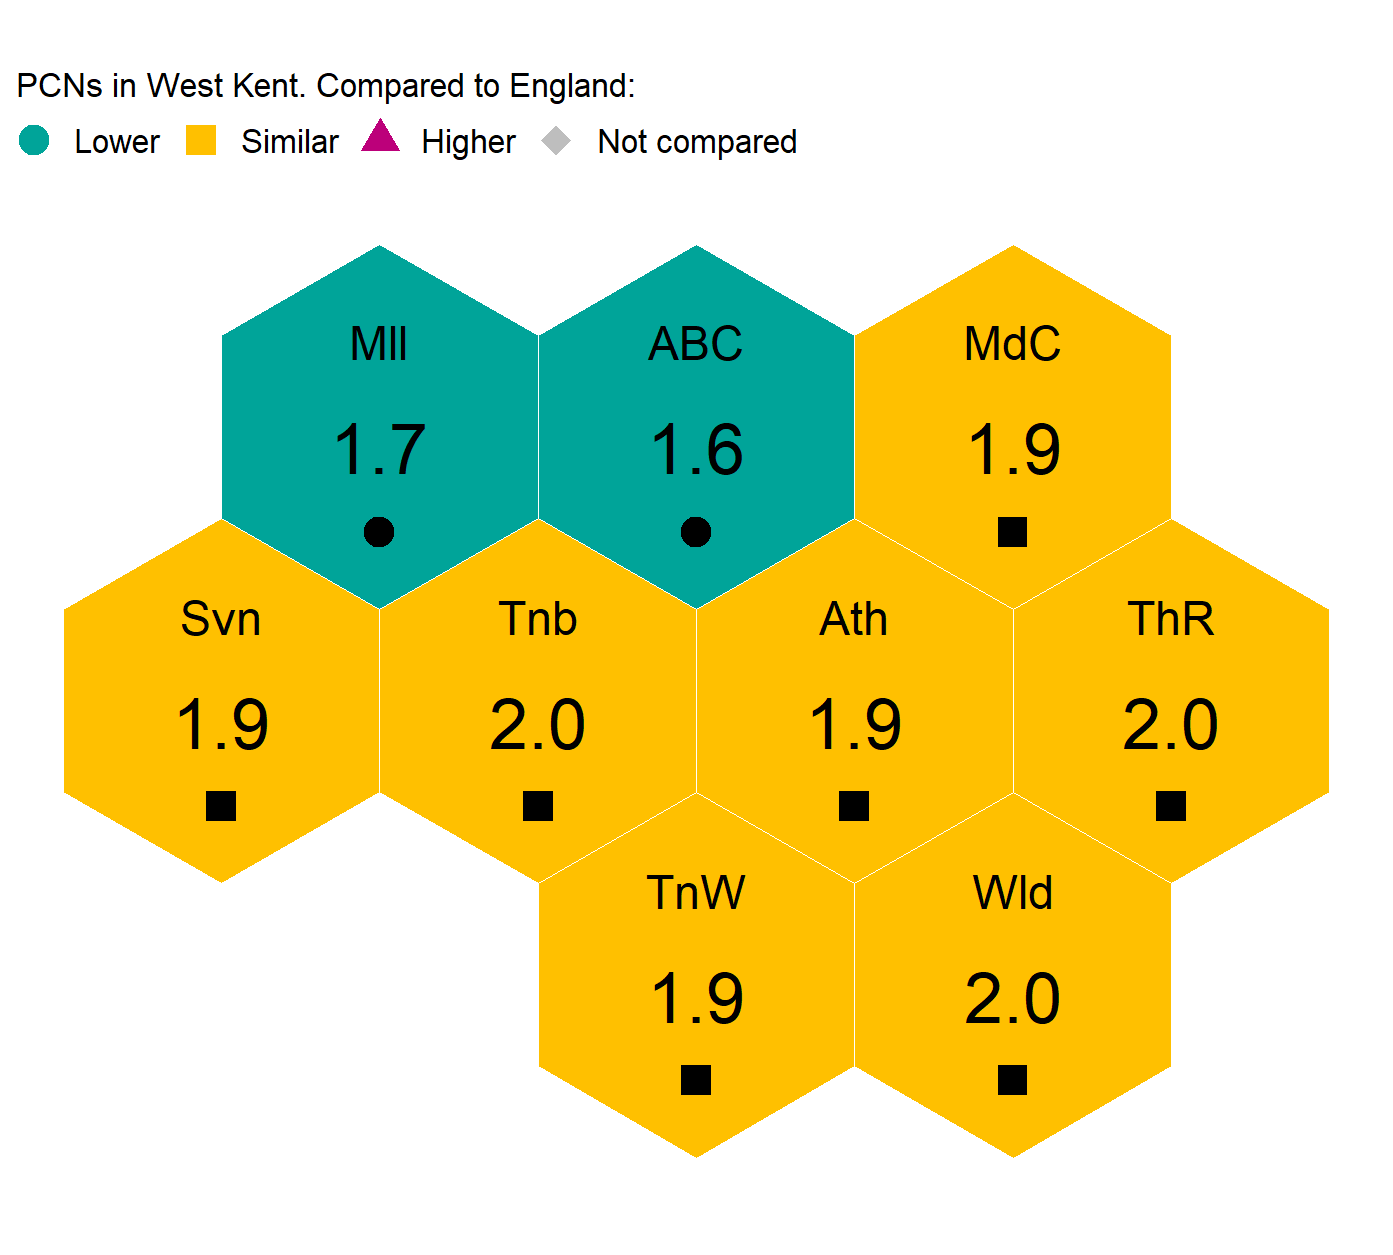 PCNs in West Kent. Compared to England:
Lower Similar Higher Not compared
Mll ABC MdC
1.7 1.6 1.9
Svn Tnb Ath ThR
1.9 2.0 1.9 2.0
TnW Wld
1.9 2.0